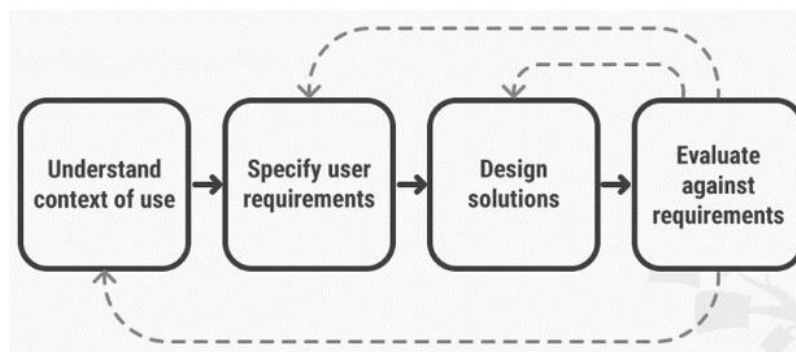 Understand
context of use
Specify user
requirements
Design
solutions
Evaluate
against
requirements